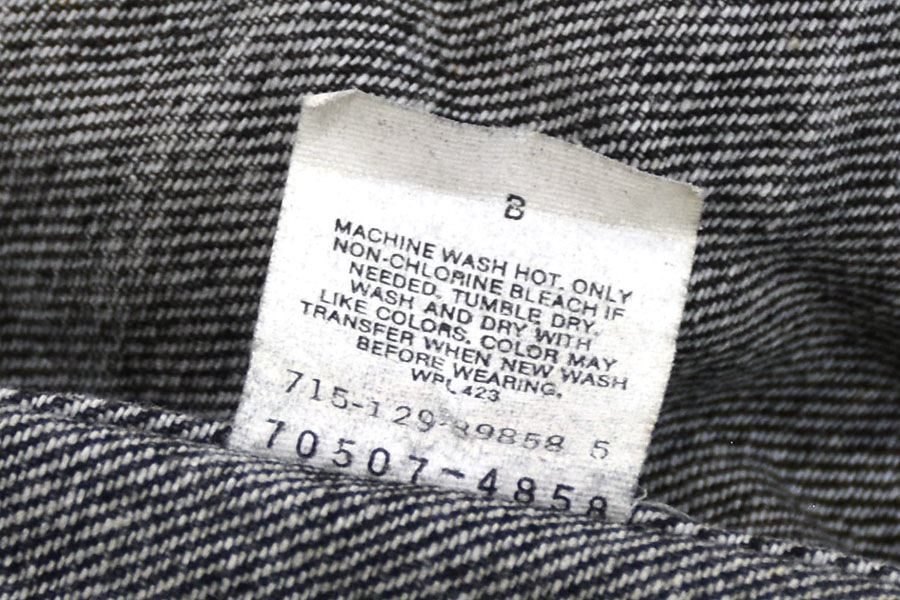 B
MACHINE WASH HOT. ONLY
NON-CHLORINE BLEACH IF
NEEDED. TUMBLE DRY.
WASH AND DRY WITH
LIKE COLORS. COLOR MAY
TRANSFER WHEN NEW WASH
BEFORE WEARING.
WPL 423
715-129-89858 5
70507-4858